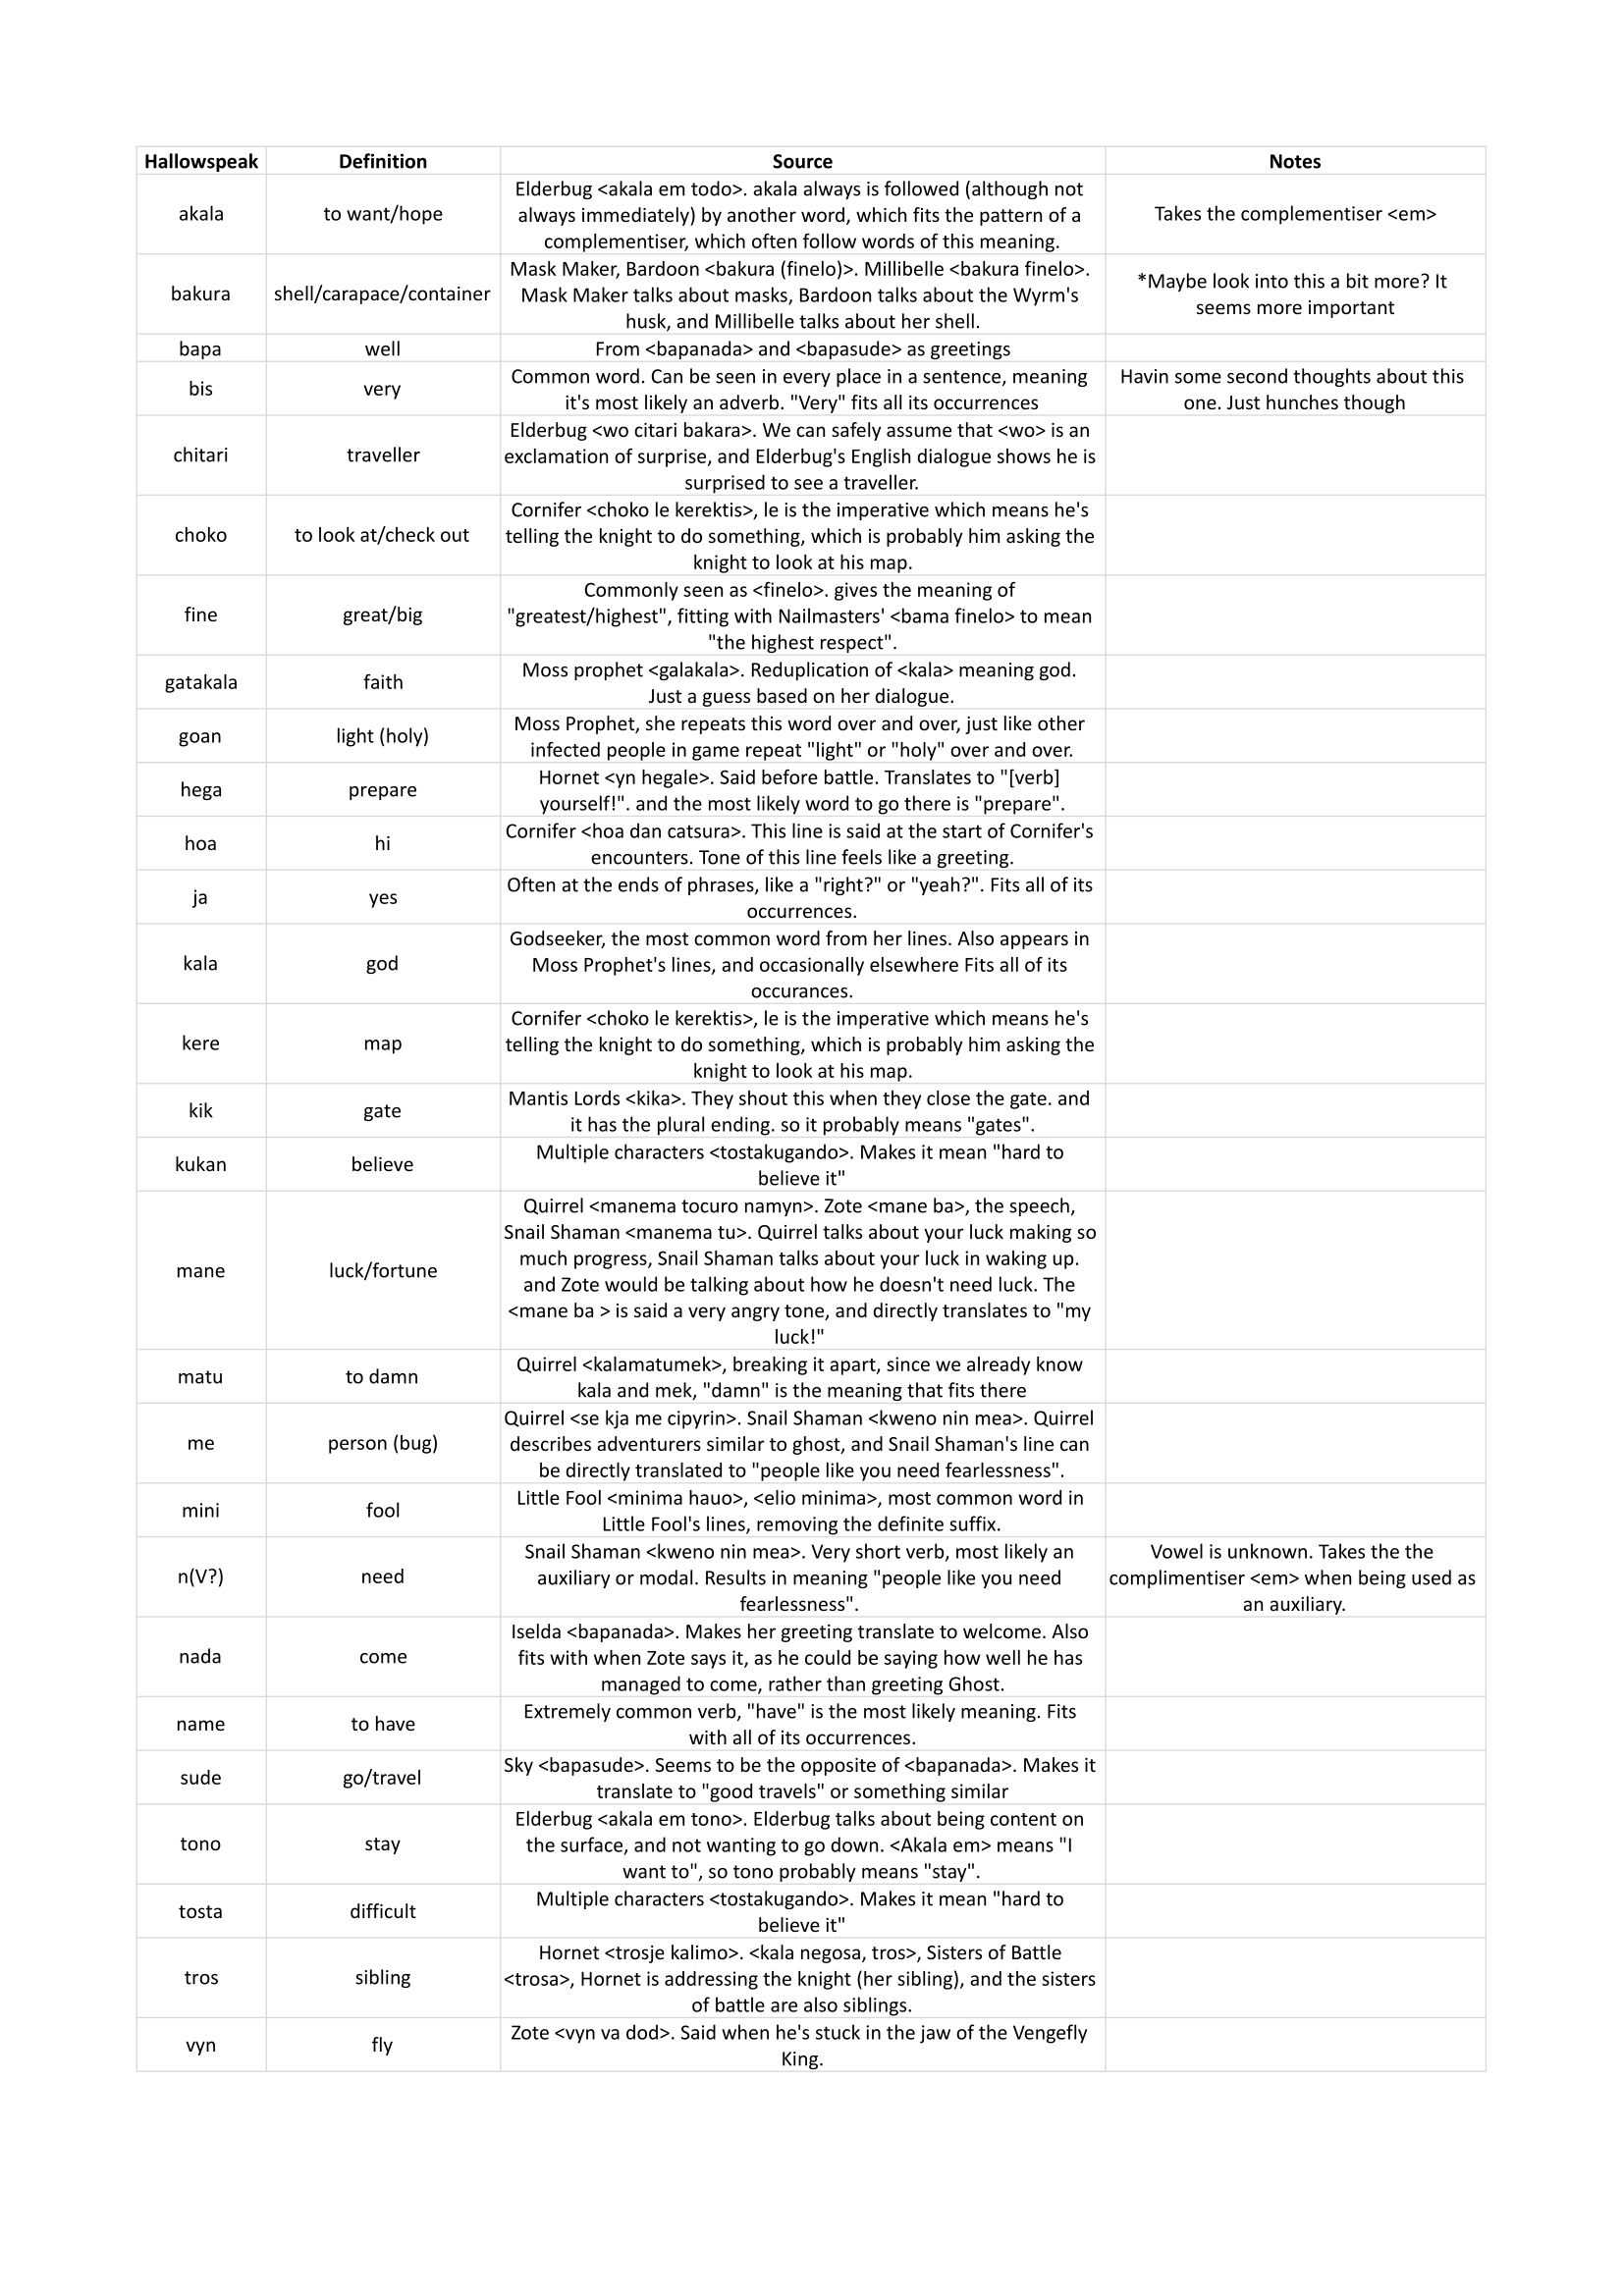 Hallowspeak Definition Source Notes
akala to want/hope Elderbug <akala em todo>. akala always is followed (although not
always immediately) by another word, which fits the pattern of a
complementiser, which often follow words of this meaning. Takes the complementiser <em>
bakura shell/carapace/container Mask Maker, Bardoon <bakura (finelo)>. Millibelle <bakura finelo>.
Mask Maker talks about masks, Bardoon talks about the Wyrm's
husk, and Millibelle talks about her shell. *Maybe look into this a bit more? It
seems more important
bapa well From <bapanada> and <bapasude> as greetings
bis very Common word. Can be seen in every place in a sentence, meaning
it's most likely an adverb. "Very" fits all its occurrences Havin some second thoughts about this
one. Just hunches though
chitari traveller Elderbug <wo citari bakara>. We can safely assume that <wo> is an
exclamation of surprise, and Elderbug's English dialogue shows he is
surprised to see a traveller.
choko to look at/check out Cornifer <choko le kerektis>, le is the imperative which means he's
telling the knight to do something, which is probably him asking the
knight to look at his map.
fine great/big Commonly seen as <finelo>. gives the meaning of
"greatest/highest", fitting with Nailmasters' <bama finelo> to mean
"the highest respect".
gatakala faith Moss prophet <galakala>. Reduplication of <kala> meaning god.
Just a guess based on her dialogue.
goan light (holy) Moss Prophet, she repeats this word over and over, just like other
infected people in game repeat "light" or "holy" over and over.
hega prepare Hornet <yn hegale>. Said before battle. Translates to "[verb]
yourself!". and the most likely word to go there is "prepare".
hoa hi Cornifer <hoa dan catsura>. This line is said at the start of Cornifer's
encounters. Tone of this line feels like a greeting.
ja yes Often at the ends of phrases, like a "right?" or "yeah?". Fits all of its
occurrences.
kala god Godseeker, the most common word from her lines. Also appears in
Moss Prophet's lines, and occasionally elsewhere Fits all of its
occurances.
kere map Cornifer <choko le kerektis>, le is the imperative which means he's
telling the knight to do something, which is probably him asking the
knight to look at his map.
kik gate Mantis Lords <kika>. They shout this when they close the gate. and
it has the plural ending. so it probably means "gates".
kukan believe Multiple characters <tostakugando>. Makes it mean "hard to
believe it"
mane luck/fortune Quirrel <manema tocuro namyn>. Zote <mane ba>, the speech,
Snail Shaman <manema tu>. Quirrel talks about your luck making so
much progress, Snail Shaman talks about your luck in waking up.
and Zote would be talking about how he doesn't need luck. The
<mane ba > is said a very angry tone, and directly translates to "my
luck!"
matu to damn Quirrel <kalamatumek>, breaking it apart, since we already know
kala and mek, "damn" is the meaning that fits there
me person (bug) Quirrel <se kja me cipyrin>. Snail Shaman <kweno nin mea>. Quirrel
describes adventurers similar to ghost, and Snail Shaman's line can
be directly translated to "people like you need fearlessness".
mini fool Little Fool <minima hauo>, <elio minima>, most common word in
Little Fool's lines, removing the definite suffix.
n(V?) need Snail Shaman <kweno nin mea>. Very short verb, most likely an
auxiliary or modal. Results in meaning "people like you need
fearlessness". Vowel is unknown. Takes the the
complimentiser <em> when being used as
an auxiliary.
nada come Iselda <bapanada>. Makes her greeting translate to welcome. Also
fits with when Zote says it, as he could be saying how well he has
managed to come, rather than greeting Ghost.
name to have Extremely common verb, "have" is the most likely meaning. Fits
with all of its occurrences.
sude go/travel Sky <bapasude>. Seems to be the opposite of <bapanada>. Makes it
translate to "good travels" or something similar
tono stay Elderbug <akala em tono>. Elderbug talks about being content on
the surface, and not wanting to go down. <Akala em> means "I
want to", so tono probably means "stay".
tosta difficult Multiple characters <tostakugando>. Makes it mean "hard to
believe it"
tros sibling Hornet <trosje kalimo>. <kala negosa, tros>, Sisters of Battle
<trosa>, Hornet is addressing the knight (her sibling), and the sisters
of battle are also siblings.
vyn fly Zote <vyn va dod>. Said when he's stuck in the jaw of the Vengefly
King.